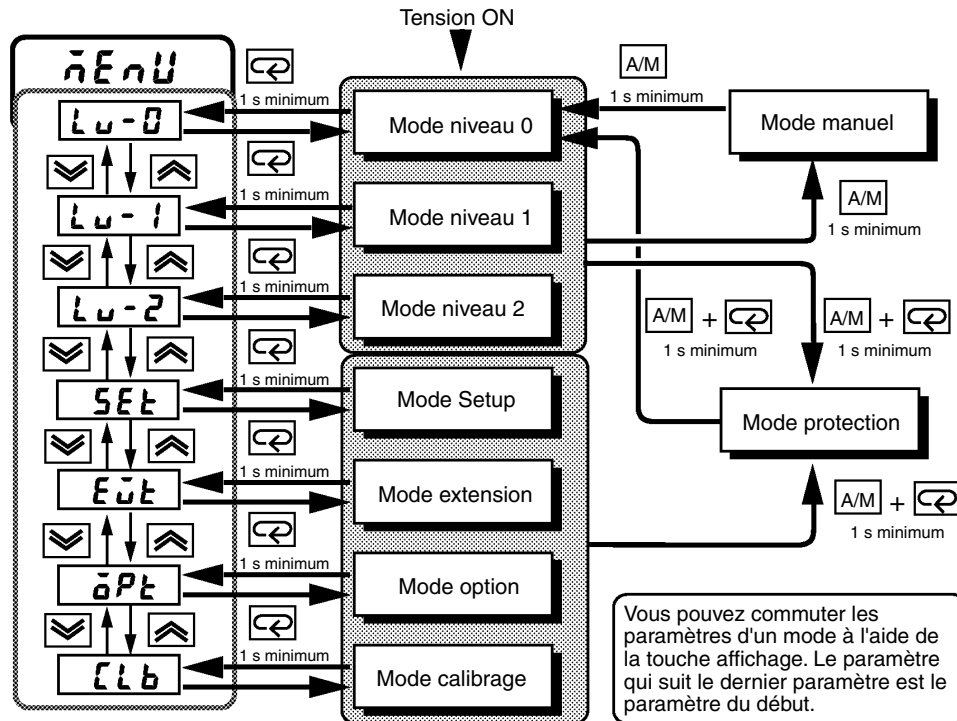 Tension ON
mEnU
A/M
1 s minimum
1 s minimum
Lu-0
Mode niveau 0
Mode manuel
1 s minimum
Lu-1
Mode niveau 1
A/M
1 s minimum
1 s minimum
Lu-2
Mode niveau 2
A/M +
1 s minimum
A/M +
1 s minimum
1 s minimum
SEt
Mode Setup
Mode protection
1 s minimum
Mode extension
A/M +
1 s minimum
1 s minimum
oPt
Mode option
1 s minimum
CLb
Mode calibrage
Vous pouvez commuter les
paramètres d'un mode à l'aide de
la touche affichage. Le paramètre
qui suit le dernier paramètre est le
paramètre du début.